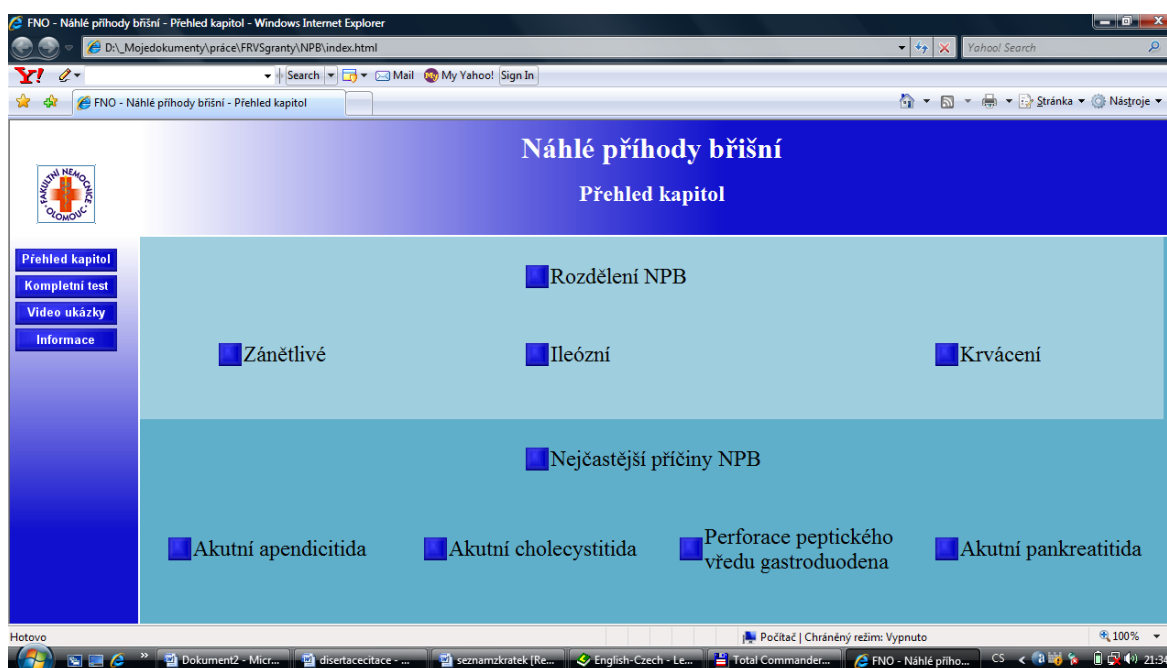 FNO - Náhlé příhody břišní - Přehled kapitol - Windows Internet Explorer
D:\_Mojedokumenty\práce\FRVSgranty\NPB\index.html
Yahoo! Search
Y! Search Mail My Yahoo! Sign In
FNO - Náhlé příhody břišní - Přehled kapitol
Stránka Nástroje
Náhlé příhody břišní
Přehled kapitol
FAKULTNI NEMOCNICE OLOMOUC
Přehled kapitol
Kompletní test
Video ukázky
Informace
Rozdělení NPB
Zánětlivé Ileózní Krvácení
Nejčastější příčiny NPB
Akutní apendicitida Akutní cholecystitida Perforace peptického
vředu gastroduodena Akutní pankreatitida
Hotovo Počítač | Chráněný režim: Vypnuto 100%
Dokument2 - Micr... disertacecitace - ... seznamzkratek [Re... English-Czech - Le... Total Commander... FNO - Náhlé přího... CS